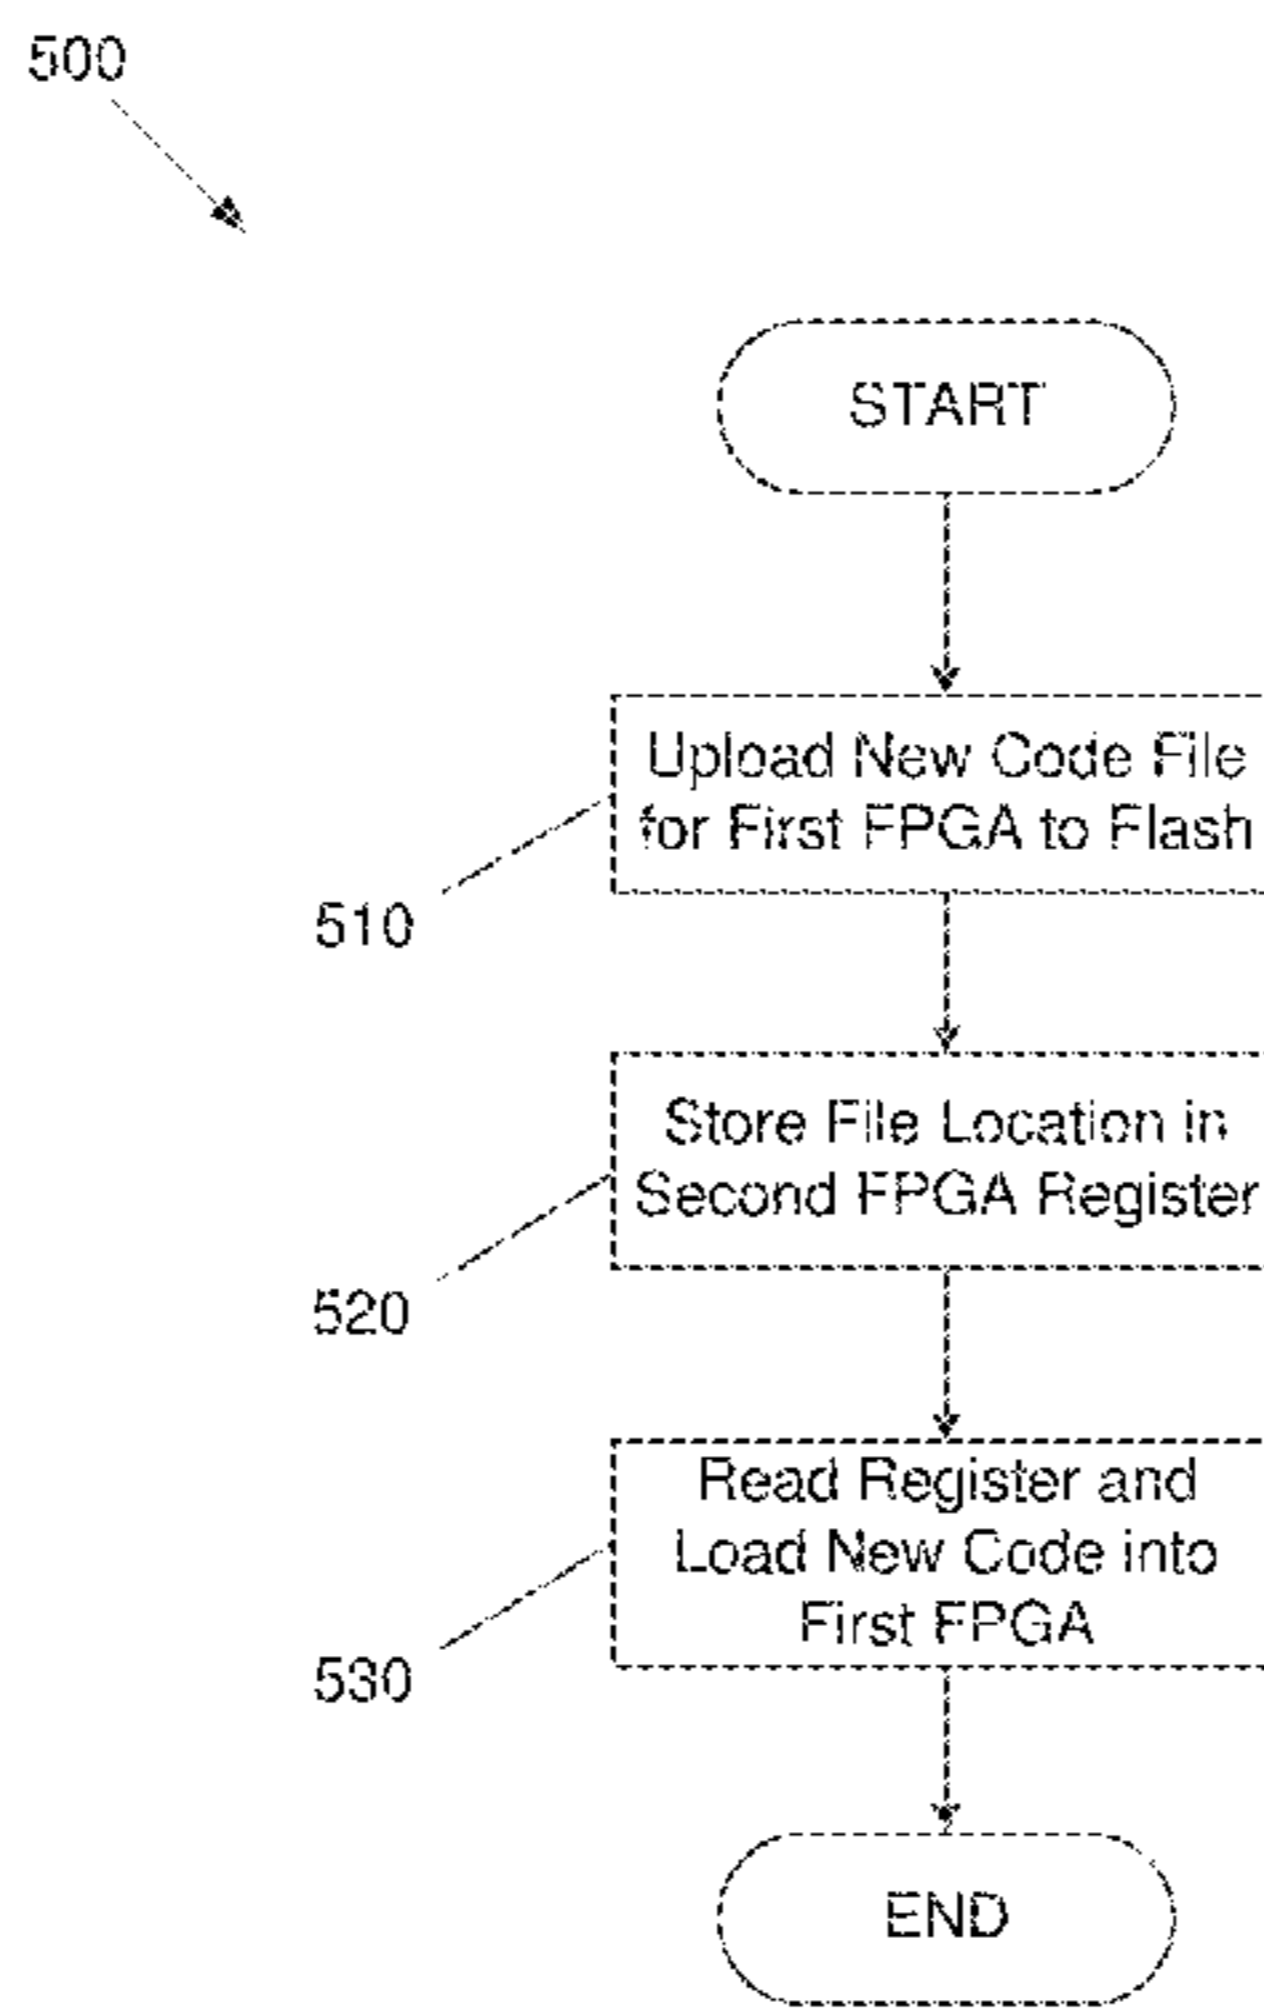 500
START
Upload New Code File
for First FPGA to Flash
510
Store File Location in
Second FPGA Register
520
Read Register and
Load New Code into
First FPGA
530
END